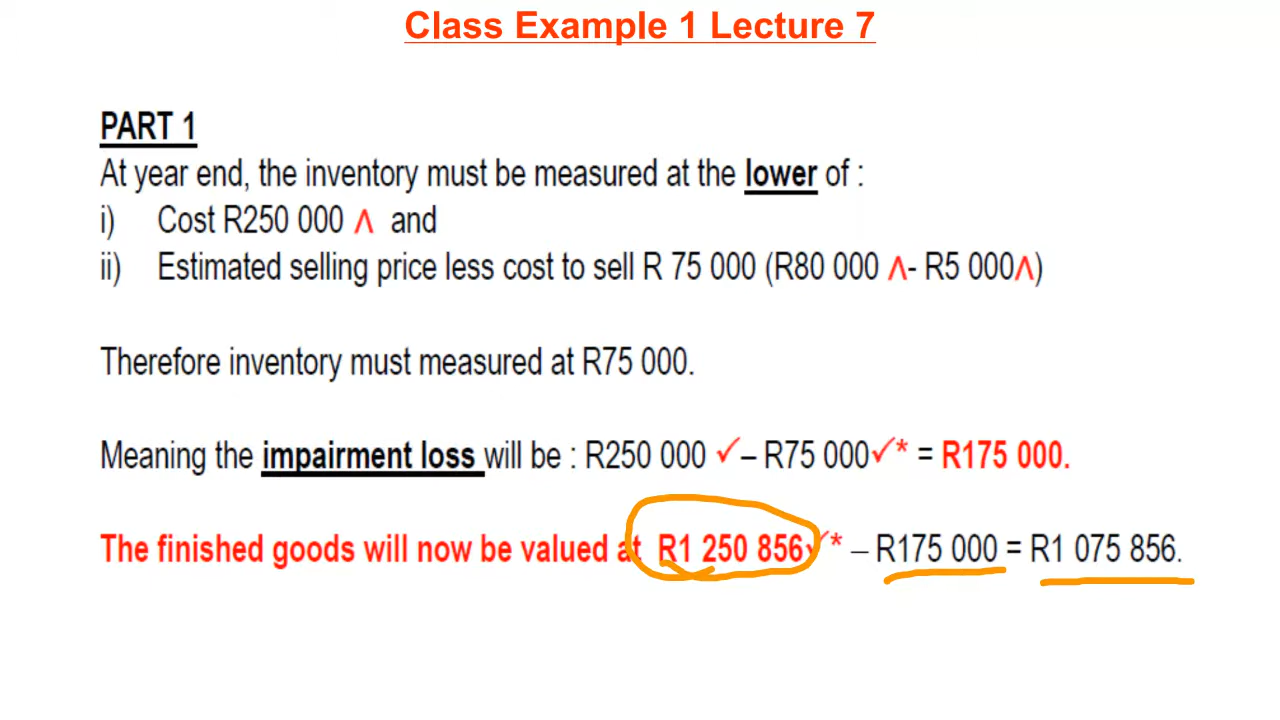 Class Example 1 Lecture 7
PART 1
At year end, the inventory must be measured at the lower of :
i) Cost R250 000 ʌ and
ii) Estimated selling price less cost to sell R 75 000 (R80 000 ʌ- R5 000ʌ)
Therefore inventory must measured at R75 000.
Meaning the impairment loss will be : R250 000 ✓– R75 000✓* = R175 000.
The finished goods will now be valued at R1 250 856✓* – R175 000 = R1 075 856.